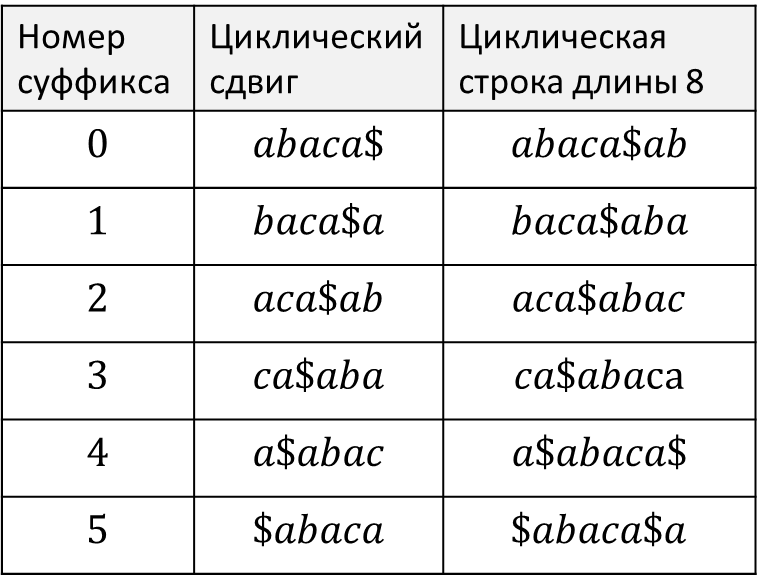 Номер суффикса Циклический сдвиг Циклическая строка длины 8
0 abaca$ abaca$ab
1 baca$a baca$aba
2 aca$ab aca$abac
3 ca$aba ca$abaca
4 a$abac a$abaca$
5 $abaca $abaca$a